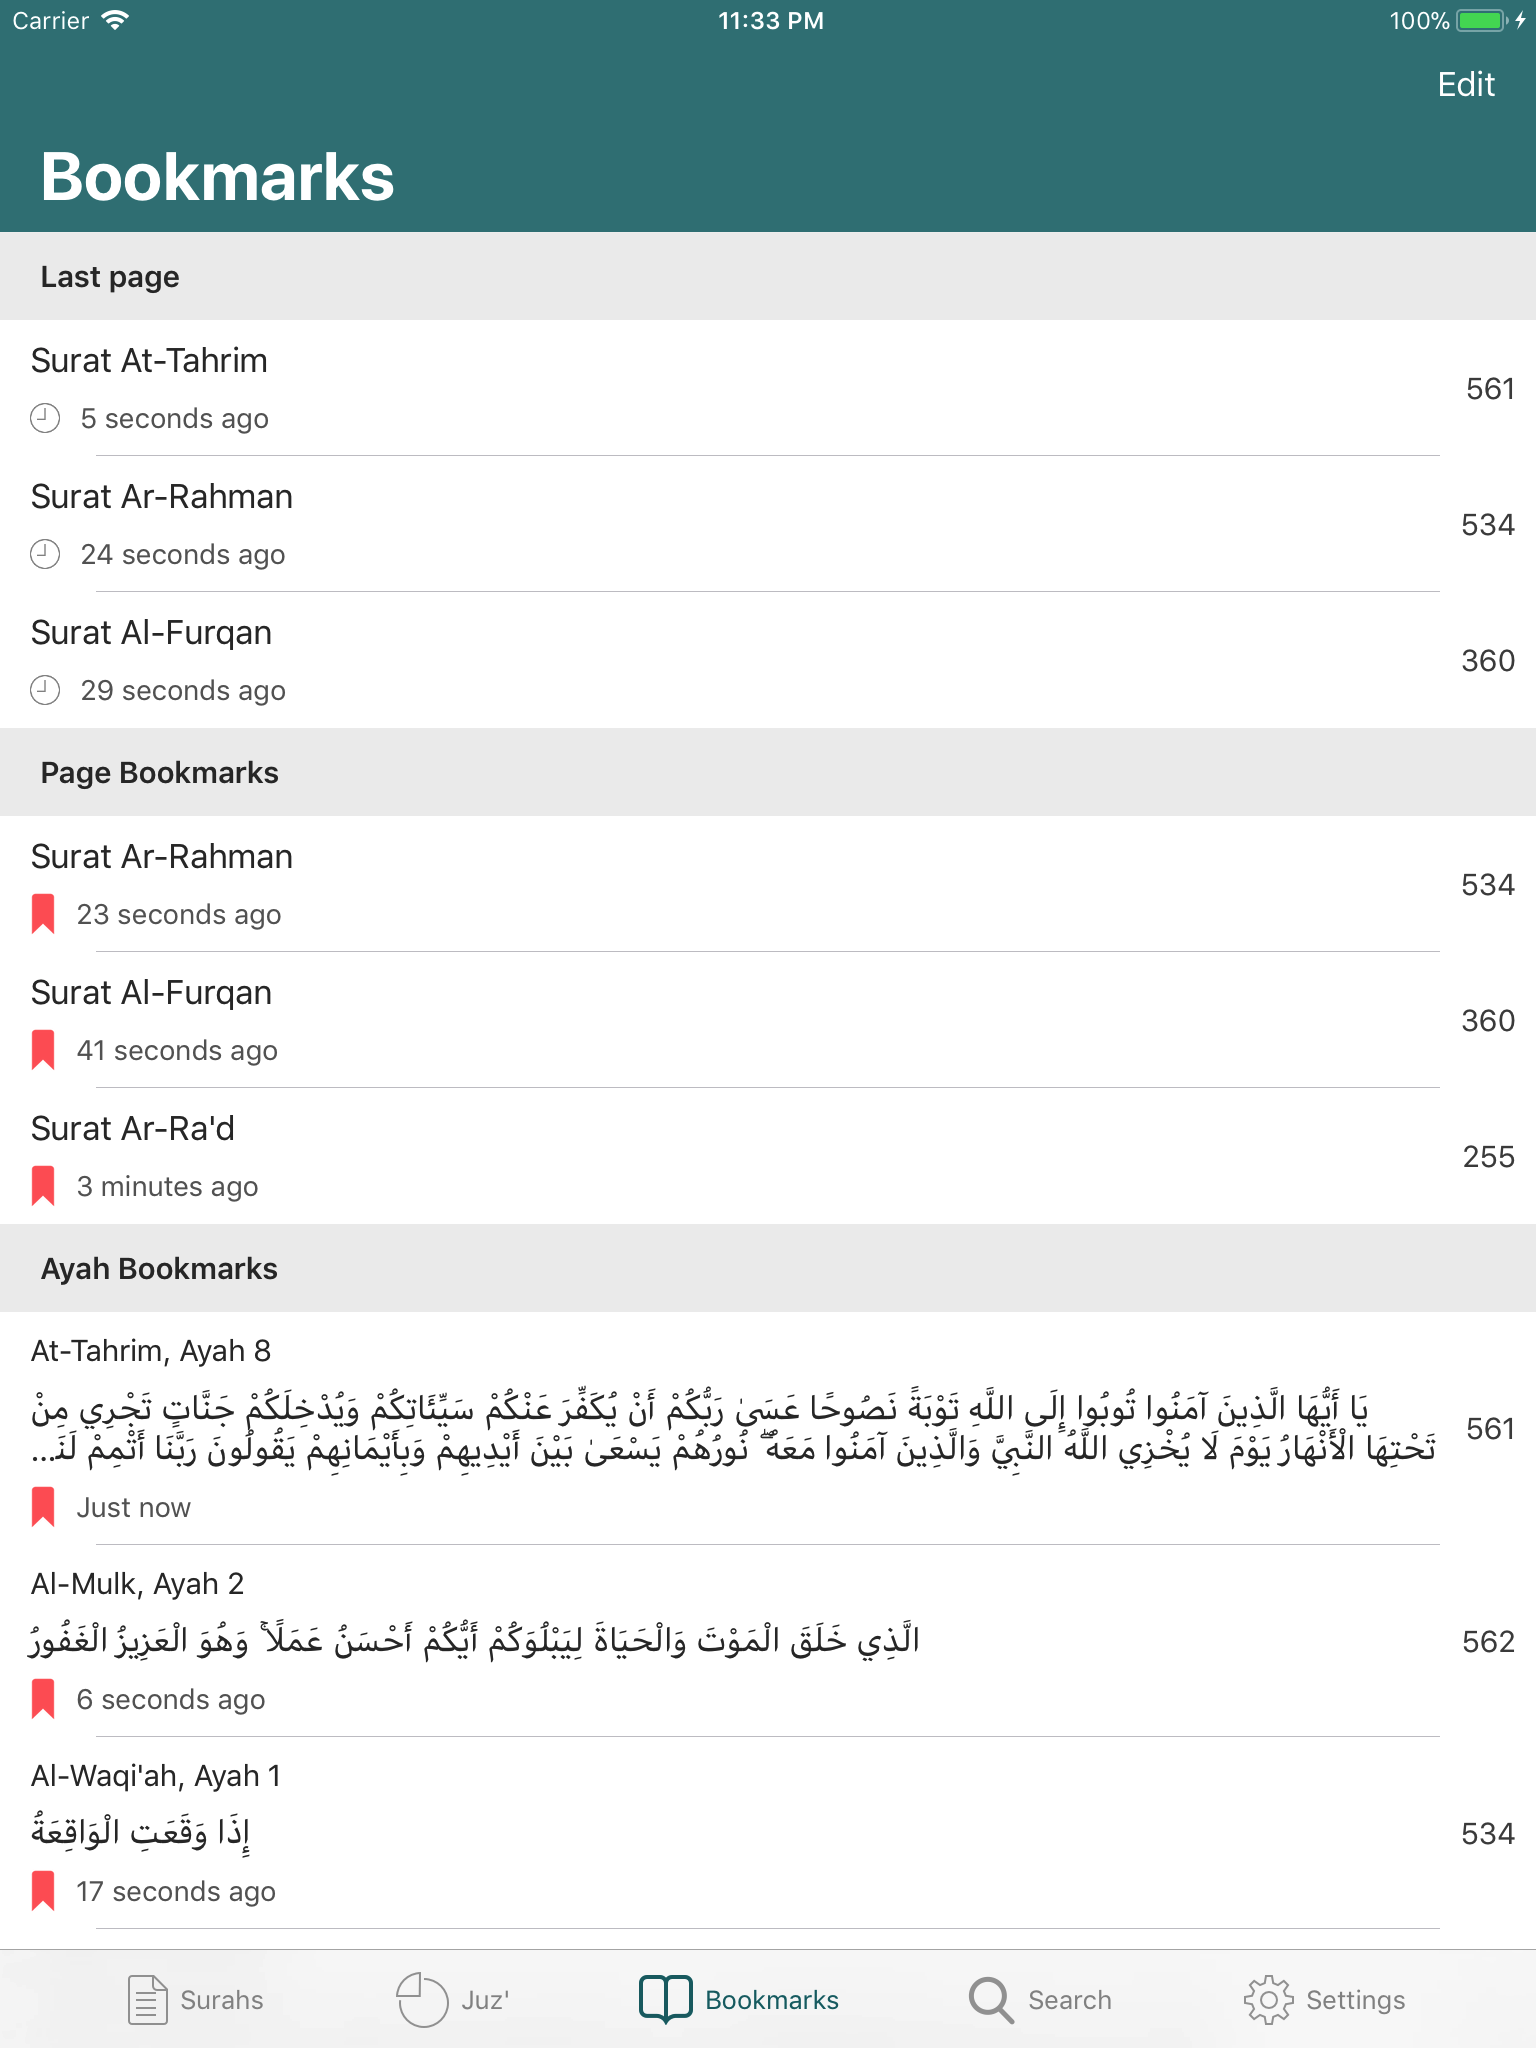 Carrier 11:33 PM 100%
Edit
Bookmarks
Last page
Surat At-Tahrim
561
5 seconds ago
Surat Ar-Rahman
534
24 seconds ago
Surat Al-Furqan
360
29 seconds ago
Page Bookmarks
Surat Ar-Rahman
534
23 seconds ago
Surat Al-Furqan
360
41 seconds ago
Surat Ar-Ra'd
255
3 minutes ago
Ayah Bookmarks
At-Tahrim, Ayah 8
يَا أَيُّهَا الَّذِينَ آمَنُوا تُوبُوا إِلَى اللَّهِ تَوْبَةً نَصُوحًا عَسَىٰ رَبُّكُمْ أَنْ يُكَفِّرَ عَنْكُمْ سَيِّئَاتِكُمْ وَيُدْخِلَكُمْ جَنَّاتٍ تَجْرِي مِنْ
561
تَحْتِهَا الْأَنْهَارُ يَوْمَ لَا يُخْزِي اللَّهُ النَّبِيَّ وَالَّذِينَ آمَنُوا مَعَهُ ۖ نُورُهُمْ يَسْعَىٰ بَيْنَ أَيْدِيهِمْ وَبِأَيْمَانِهِمْ يَقُولُونَ رَبَّنَا أَتْمِمْ لَنَ...
Just now
Al-Mulk, Ayah 2
الَّذِي خَلَقَ الْمَوْتَ وَالْحَيَاةَ لِيَبْلُوَكُمْ أَيُّكُمْ أَحْسَنُ عَمَلًا ۚ وَهُوَ الْعَزِيزُ الْغَفُورُ
562
6 seconds ago
Al-Waqi'ah, Ayah 1
إِذَا وَقَعَتِ الْوَاقِعَةُ
534
17 seconds ago
Surahs Juz' Bookmarks Search Settings